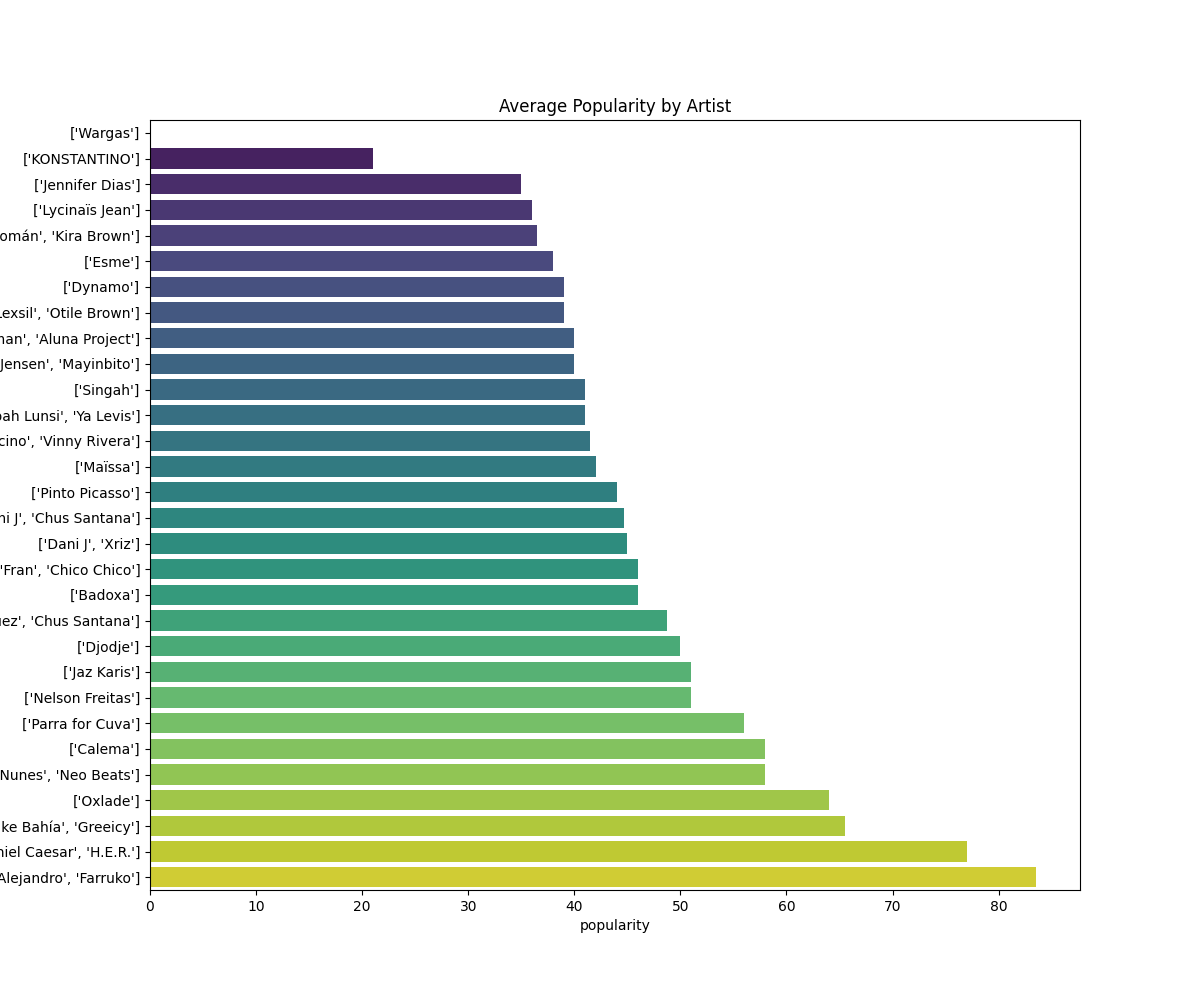 Average Popularity by Artist
['Wargas']
['KONSTANTINO']
['Jennifer Dias']
['Lycinaïs Jean']
omán', 'Kira Brown']
['Esme']
['Dynamo']
Lexsil', 'Otile Brown']
nan', 'Aluna Project']
Jensen', 'Mayinbito']
['Singah']
bah Lunsi', 'Ya Levis']
cino', 'Vinny Rivera']
['Maïssa']
['Pinto Picasso']
ni J', 'Chus Santana']
['Dani J', 'Xriz']
'Fran', 'Chico Chico']
['Badoxa']
uez', 'Chus Santana']
['Djodje']
['Jaz Karis']
['Nelson Freitas']
['Parra for Cuva']
['Calema']
Nunes', 'Neo Beats']
['Oxlade']
ke Bahía', 'Greeicy']
niel Caesar', 'H.E.R.']
Alejandro', 'Farruko']
0 10 20 30 40 50 60 70 80
popularity